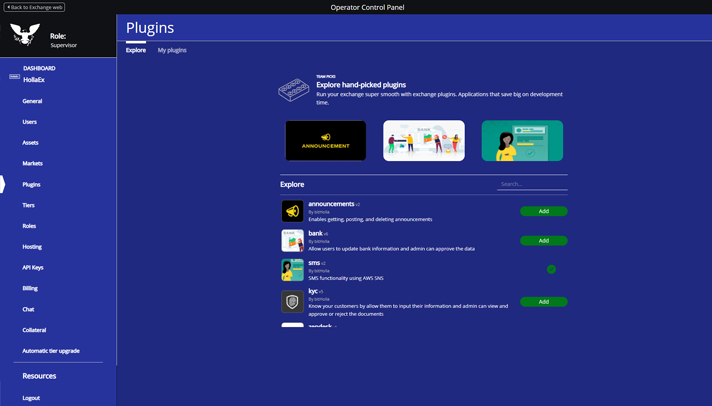 Back to Exchange web
Operator Control Panel
Role:
Supervisor
DASHBOARD
HollaEx
General
Users
Assets
Markets
Plugins
Tiers
Roles
Hosting
API Keys
Billing
Chat
Collateral
Automatic tier upgrade
Resources
Logout
Plugins
Explore
My plugins
TEAM PICKS
Explore hand-picked plugins
Run your exchange super smooth with exchange plugins. Applications that save big on development
time.
ANNOUNCEMENT
BANK
Explore
Search...
announcements v2
By bitHolla
Enables getting, posting, and deleting announcements
Add
bank v6
By bitHolla
Allow users to update bank information and admin can approve the data
Add
sms v2
By bitHolla
SMS functionality using AWS SNS
kyc
By bitHolla
Know your customers by allow them to input their information and admin can view and
approve or reject the documents
Add
zendesk